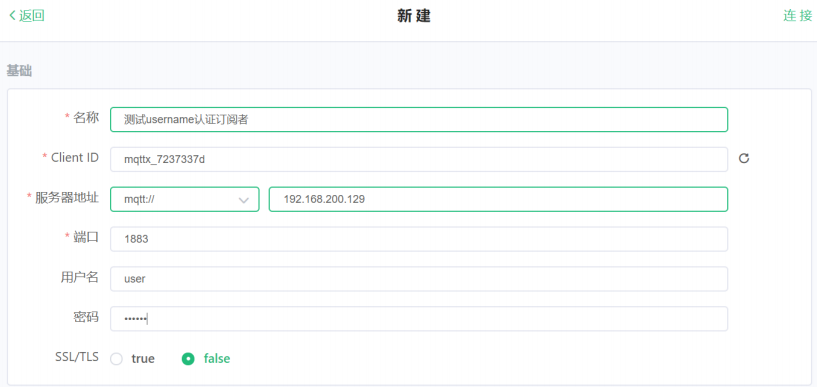 返回 新建 连接
基础
* 名称 测试username认证订阅者
* Client ID mqttx_7237337d
* 服务器地址 mqtt:// 192.168.200.129
* 端口 1883
用户名 user
密码 ••••••
SSL/TLS true false